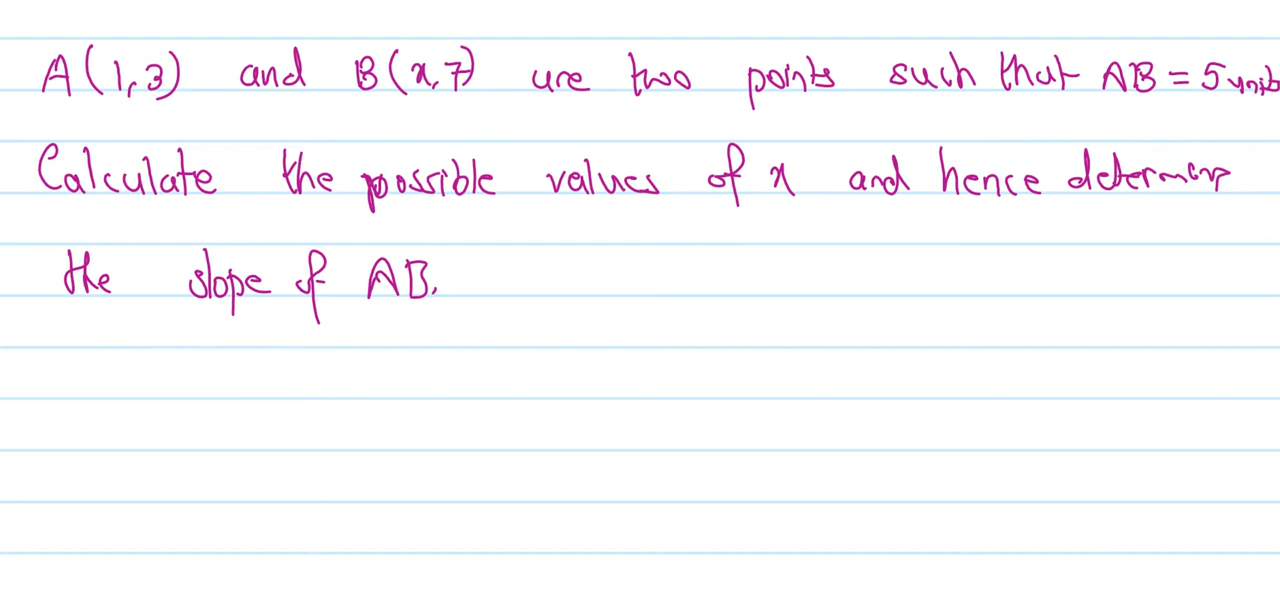 A(1,3) and B(x,7) are two points such that AB = 5 units
Calculate the possible values of x and hence determine
the slope of AB.